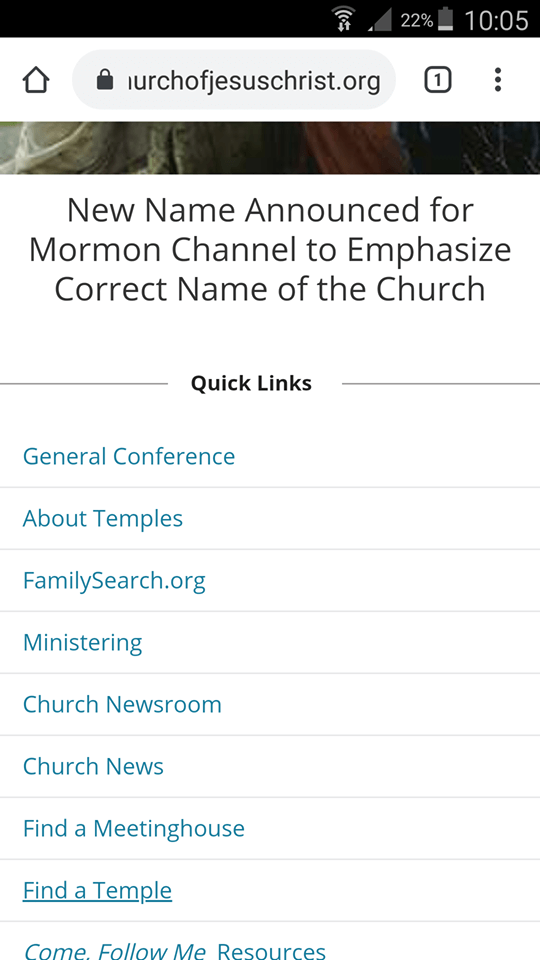 22% 10:05
hurchofjesuschrist.org 1
New Name Announced for
Mormon Channel to Emphasize
Correct Name of the Church
Quick Links
General Conference
About Temples
FamilySearch.org
Ministering
Church Newsroom
Church News
Find a Meetinghouse
Find a Temple
Come, Follow Me Resources